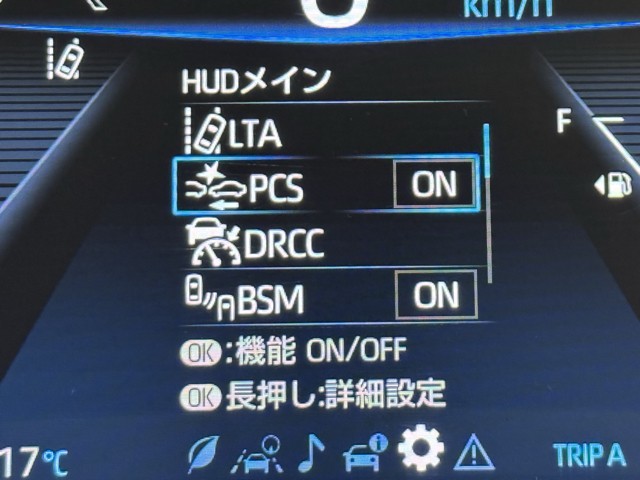 km/h
HUDメイン
LTA
F
PCS ON
DRCC
BSM ON
OK:機能 ON/OFF
OK長押し:詳細設定
17℃
TRIP A